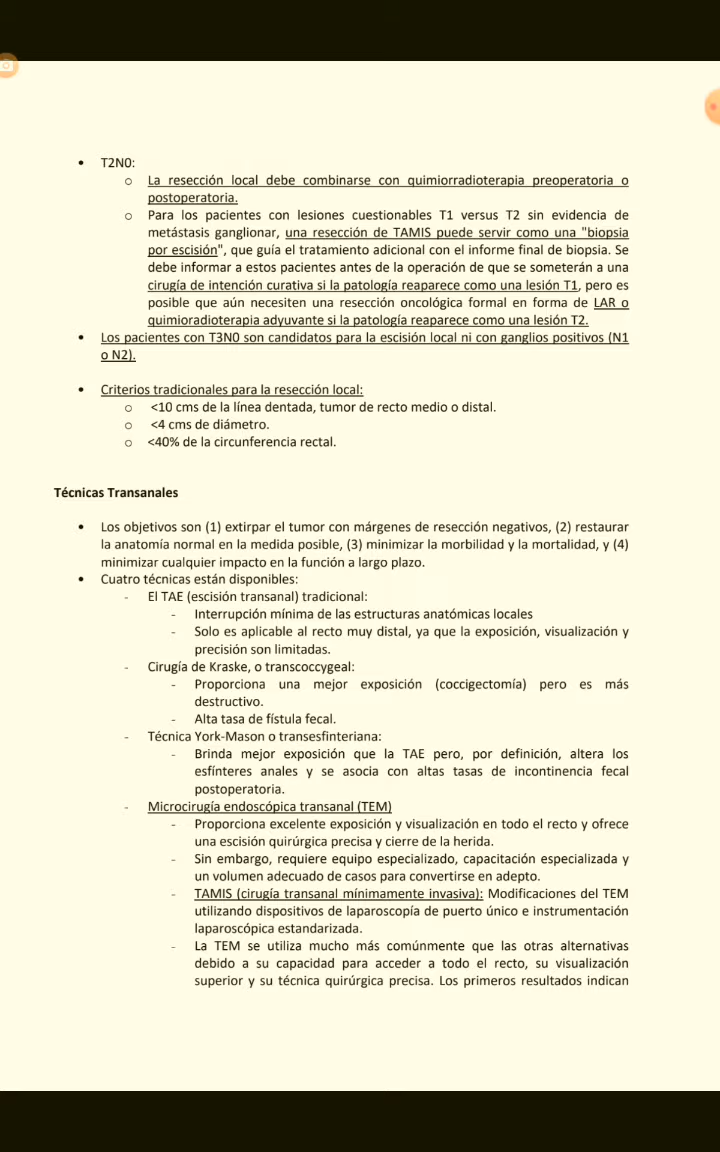 • T2N0:
o La resección local debe combinarse con quimiorradioterapia preoperatoria o
postoperatoria.
o Para los pacientes con lesiones cuestionables T1 versus T2 sin evidencia de
metástasis ganglionar, una resección de TAMIS puede servir como una "biopsia
por escisión", que guía el tratamiento adicional con el informe final de biopsia. Se
debe informar a estos pacientes antes de la operación de que se someterán a una
cirugía de intención curativa si la patología reaparece como una lesión T1, pero es
posible que aún necesiten una resección oncológica formal en forma de LAR o
quimioradioterapia adyuvante si la patología reaparece como una lesión T2.
• Los pacientes con T3N0 son candidatos para la escisión local ni con ganglios positivos (N1
o N2).
• Criterios tradicionales para la resección local:
o <10 cms de la línea dentada, tumor de recto medio o distal.
o <4 cms de diámetro.
o <40% de la circunferencia rectal.
Técnicas Transanales
• Los objetivos son (1) extirpar el tumor con márgenes de resección negativos, (2) restaurar
la anatomía normal en la medida posible, (3) minimizar la morbilidad y la mortalidad, y (4)
minimizar cualquier impacto en la función a largo plazo.
• Cuatro técnicas están disponibles:
- El TAE (escisión transanal) tradicional:
- Interrupción mínima de las estructuras anatómicas locales
- Solo es aplicable al recto muy distal, ya que la exposición, visualización y
precisión son limitadas.
- Cirugía de Kraske, o transcoccygeal:
- Proporciona una mejor exposición (coccigectomía) pero es más
destructivo.
- Alta tasa de fístula fecal.
- Técnica York-Mason o transesfinteriana:
- Brinda mejor exposición que la TAE pero, por definición, altera los
esfínteres anales y se asocia con altas tasas de incontinencia fecal
postoperatoria.
- Microcirugía endoscópica transanal (TEM)
- Proporciona excelente exposición y visualización en todo el recto y ofrece
una escisión quirúrgica precisa y cierre de la herida.
- Sin embargo, requiere equipo especializado, capacitación especializada y
un volumen adecuado de casos para convertirse en adepto.
- TAMIS (cirugía transanal mínimamente invasiva): Modificaciones del TEM
utilizando dispositivos de laparoscopía de puerto único e instrumentación
laparoscópica estandarizada.
- La TEM se utiliza mucho más comúnmente que las otras alternativas
debido a su capacidad para acceder a todo el recto, su visualización
superior y su técnica quirúrgica precisa. Los primeros resultados indican